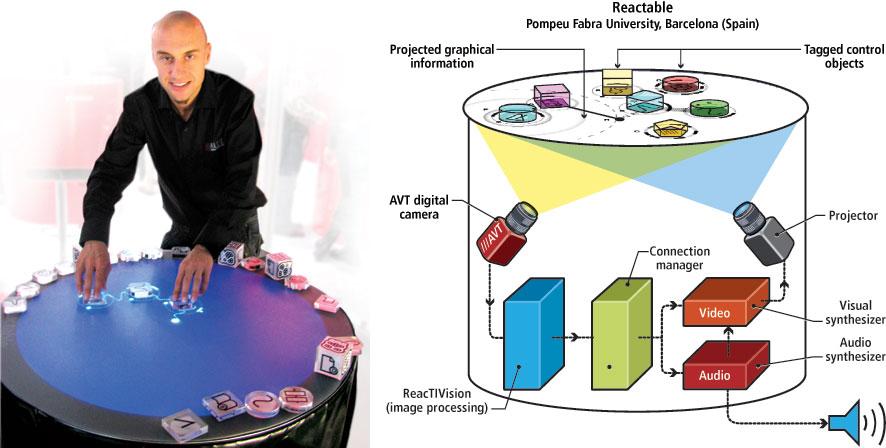 Reactable
Pompeu Fabra University, Barcelona (Spain)
Projected graphical
information
Tagged control
objects
AVT digital
camera
///AVT
Projector
Connection
manager
Video
Visual
synthesizer
Audio
synthesizer
Audio
ReacTIVision
(image processing)